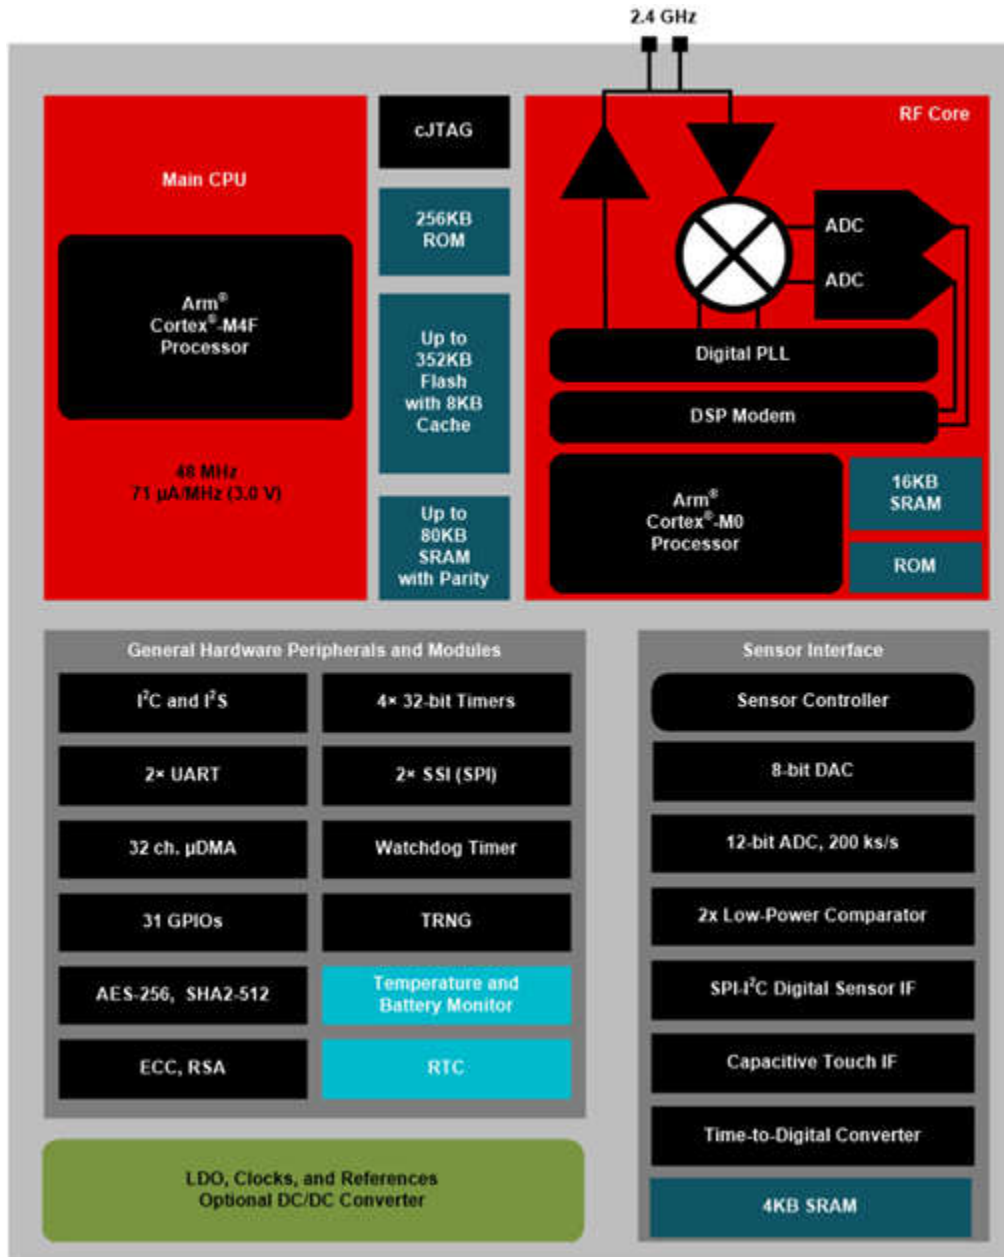 2.4 GHz
Main CPU
Arm®
Cortex®-M4F
Processor
48 MHz
71 µA/MHz (3.0 V)
cJTAG
256KB
ROM
Up to
352KB
Flash
with 8KB
Cache
Up to
80KB
SRAM
with Parity
RF Core
ADC
ADC
Digital PLL
DSP Modem
Arm®
Cortex®-M0
Processor
16KB
SRAM
ROM
General Hardware Peripherals and Modules
I²C and I²S
4× 32-bit Timers
2× UART
2× SSI (SPI)
32 ch. µDMA
Watchdog Timer
31 GPIOs
TRNG
AES-256, SHA2-512
Temperature and
Battery Monitor
ECC, RSA
RTC
LDO, Clocks, and References
Optional DC/DC Converter
Sensor Interface
Sensor Controller
8-bit DAC
12-bit ADC, 200 ks/s
2x Low-Power Comparator
SPI-I²C Digital Sensor IF
Capacitive Touch IF
Time-to-Digital Converter
4KB SRAM